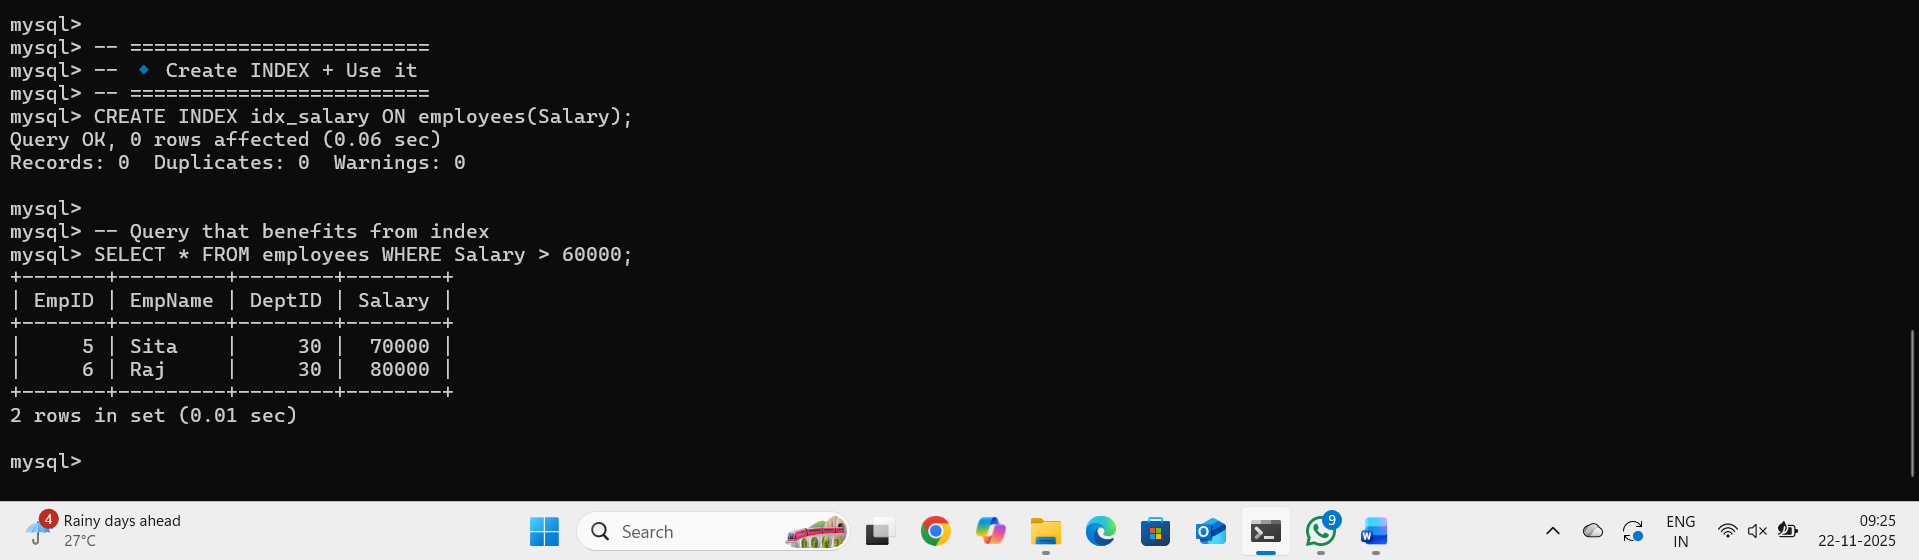 mysql>
mysql> -- =========================
mysql> -- 🔹 Create INDEX + Use it
mysql> -- =========================
mysql> CREATE INDEX idx_salary ON employees(Salary);
Query OK, 0 rows affected (0.06 sec)
Records: 0  Duplicates: 0  Warnings: 0

mysql>
mysql> -- Query that benefits from index
mysql> SELECT * FROM employees WHERE Salary > 60000;
+-------+---------+--------+--------+
| EmpID | EmpName | DeptID | Salary |
+-------+---------+--------+--------+
|     5 | Sita    |     30 |  70000 |
|     6 | Raj     |     30 |  80000 |
+-------+---------+--------+--------+
2 rows in set (0.01 sec)

mysql>
4
Rainy days ahead
27°C
Search
9
ENG
IN
09:25
22-11-2025